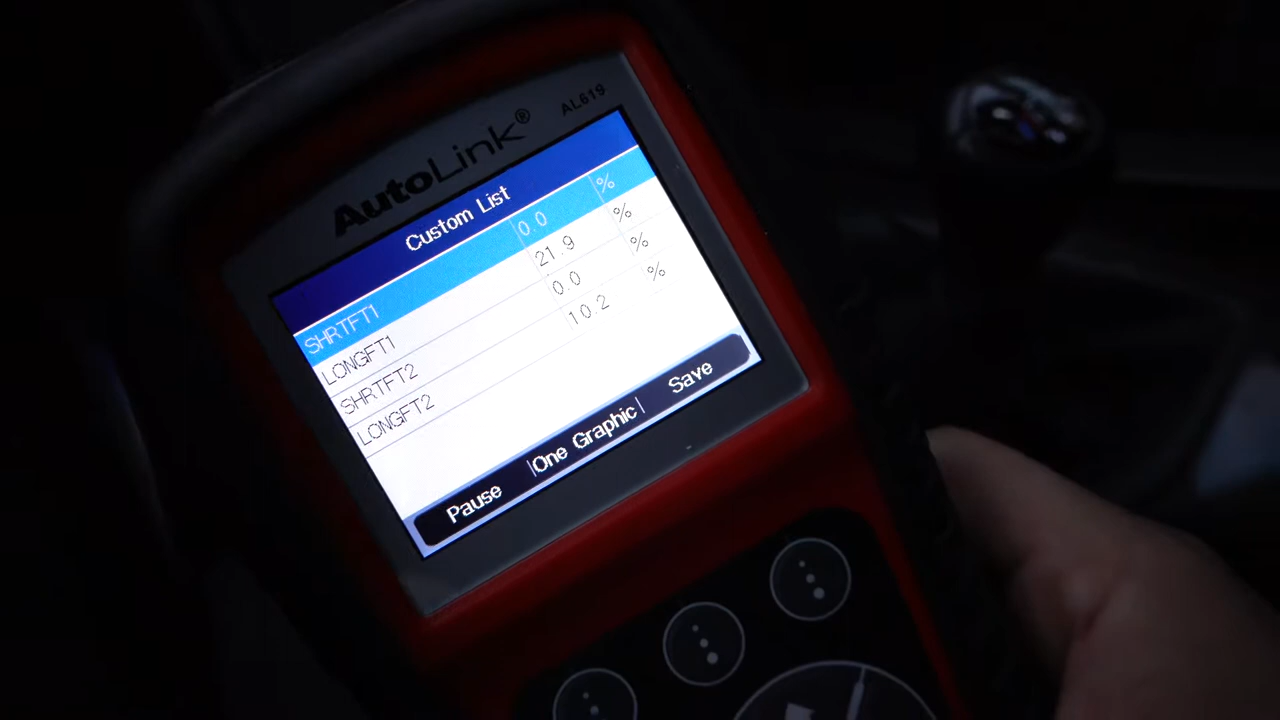 AutoLink® AL619
Custom List
SHRTFT1 0.0 %
LONGFT1 21.9 %
SHRTFT2 0.0 %
LONGFT2 10.2 %
Pause |One Graphic| Save